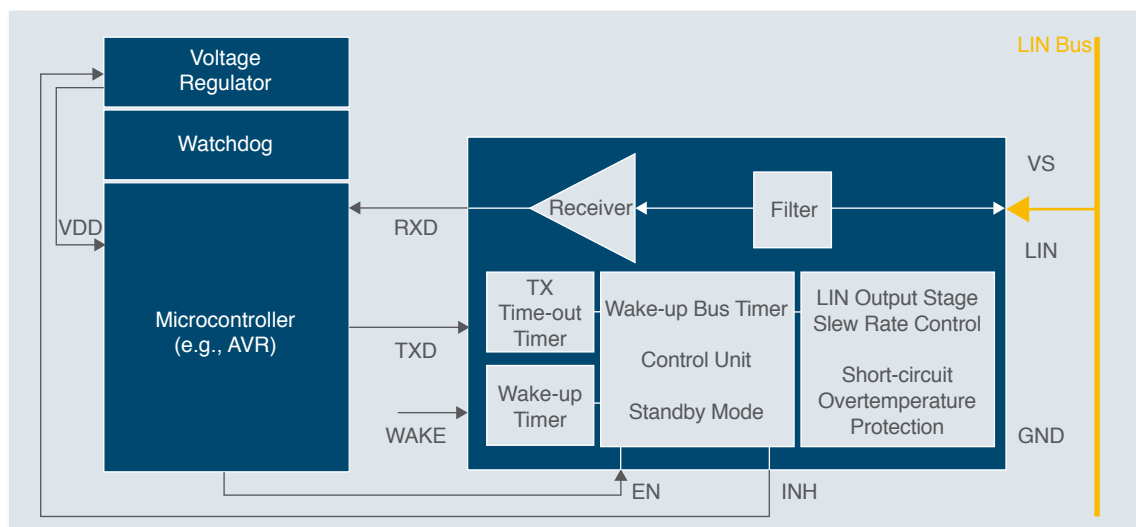 Voltage
Regulator
LIN Bus
Watchdog
VS
VDD
RXD
Receiver
Filter
LIN
Microcontroller
(e.g., AVR)
TXD
TX
Time-out
Timer
Wake-up Bus Timer
Control Unit
Standby Mode
LIN Output Stage
Slew Rate Control
Short-circuit
Overtemperature
Protection
Wake-up
Timer
WAKE
GND
EN
INH